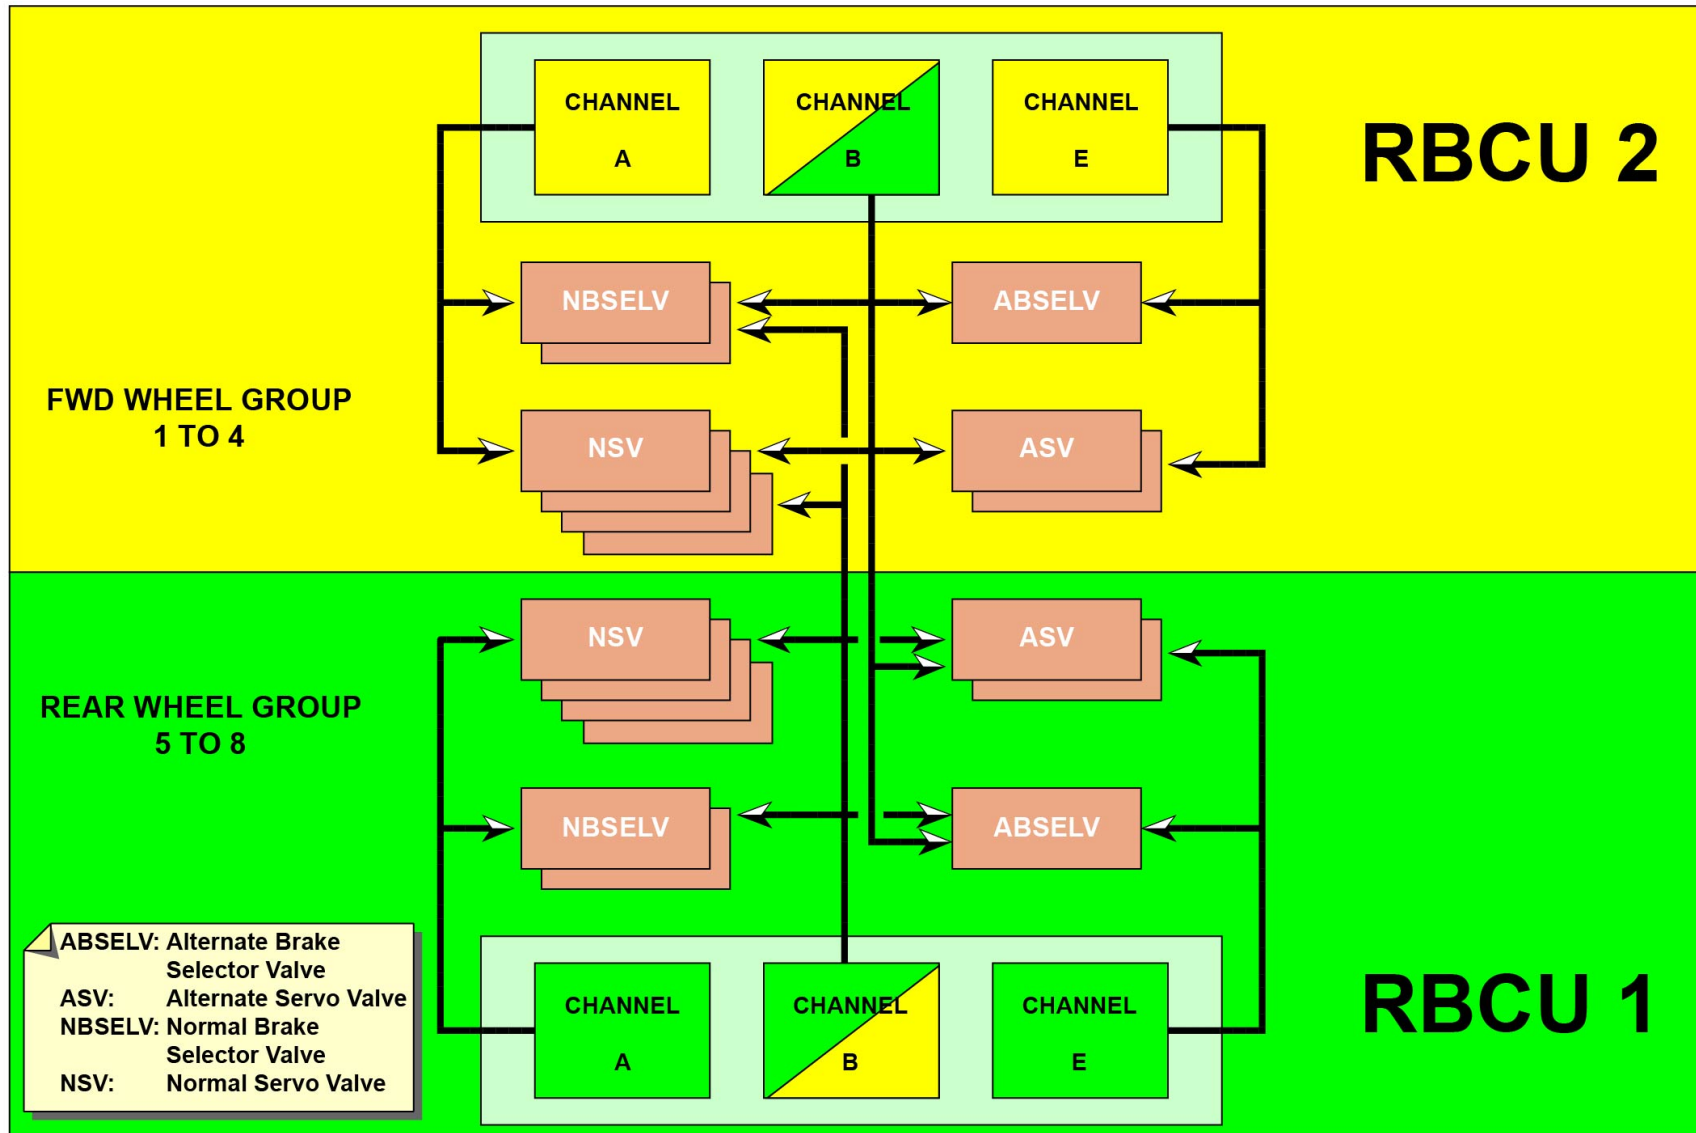 CHANNEL
A
CHANNEL
B
CHANNEL
E
RBCU 2
NBSELV
ABSELV
FWD WHEEL GROUP
1 TO 4
NSV
ASV
NSV
ASV
REAR WHEEL GROUP
5 TO 8
NBSELV
ABSELV
ABSELV: Alternate Brake
Selector Valve
ASV: Alternate Servo Valve
NBSELV: Normal Brake
Selector Valve
NSV: Normal Servo Valve
CHANNEL
A
CHANNEL
B
CHANNEL
E
RBCU 1